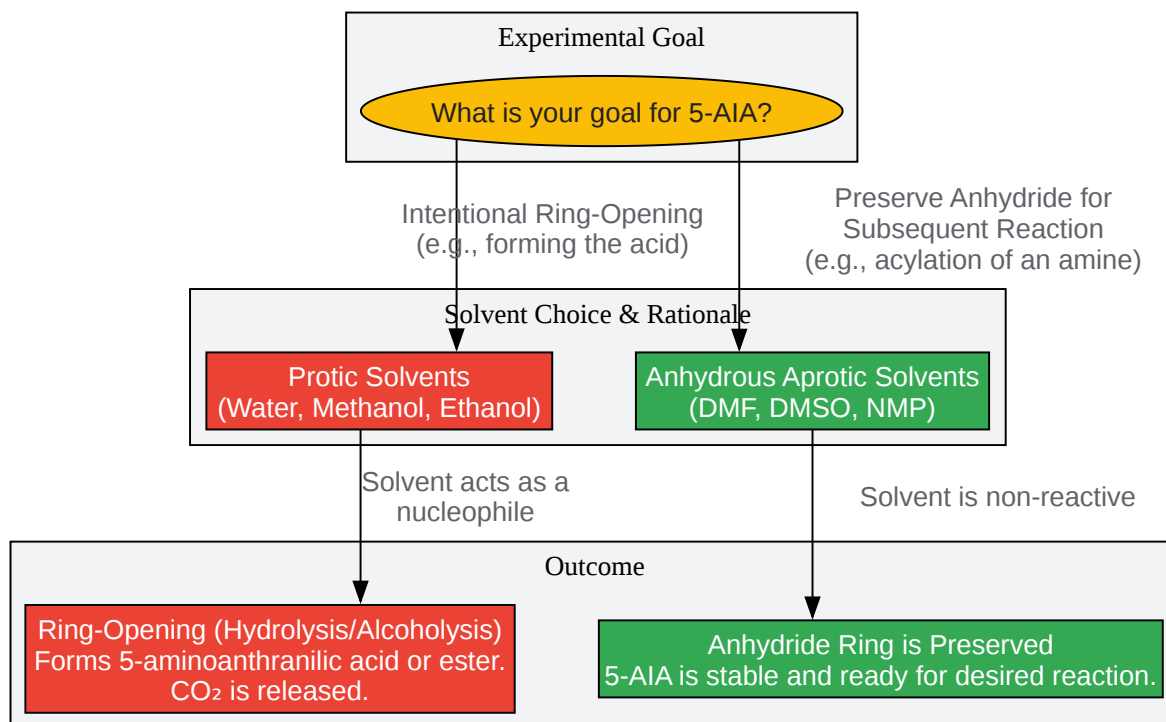 Experimental Goal
What is your goal for 5-AIA?
Intentional Ring-Opening
(e.g., forming the acid)
Preserve Anhydride for
Subsequent Reaction
(e.g., acylation of an amine)
Solvent Choice & Rationale
Protic Solvents
(Water, Methanol, Ethanol)
Anhydrous Aprotic Solvents
(DMF, DMSO, NMP)
Solvent acts as a
nucleophile
Solvent is non-reactive
Outcome
Ring-Opening (Hydrolysis/Alcoholysis)
Forms 5-aminoanthranilic acid or ester.
CO₂ is released.
Anhydride Ring is Preserved
5-AIA is stable and ready for desired reaction.